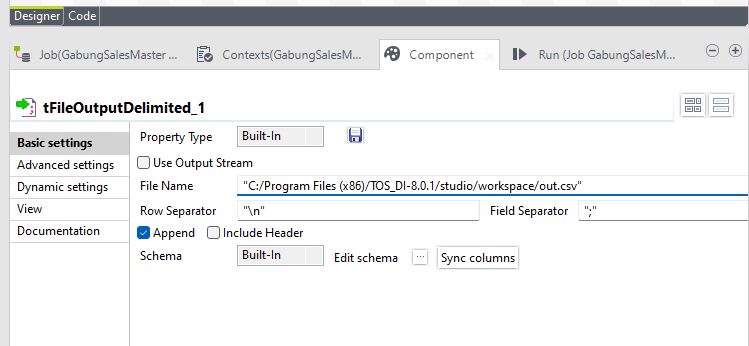 Designer Code
Job(GabungSalesMaster ... Contexts(GabungSalesM... Component Run (Job GabungSalesM...
tFileOutputDelimited_1
Basic settings
Advanced settings
Dynamic settings
View
Documentation
Property Type Built-In
Use Output Stream
File Name "C:/Program Files (x86)/TOS_DI-8.0.1/studio/workspace/out.csv"
Row Separator "\n" Field Separator ";"
Append Include Header
Schema Built-In Edit schema ... Sync columns